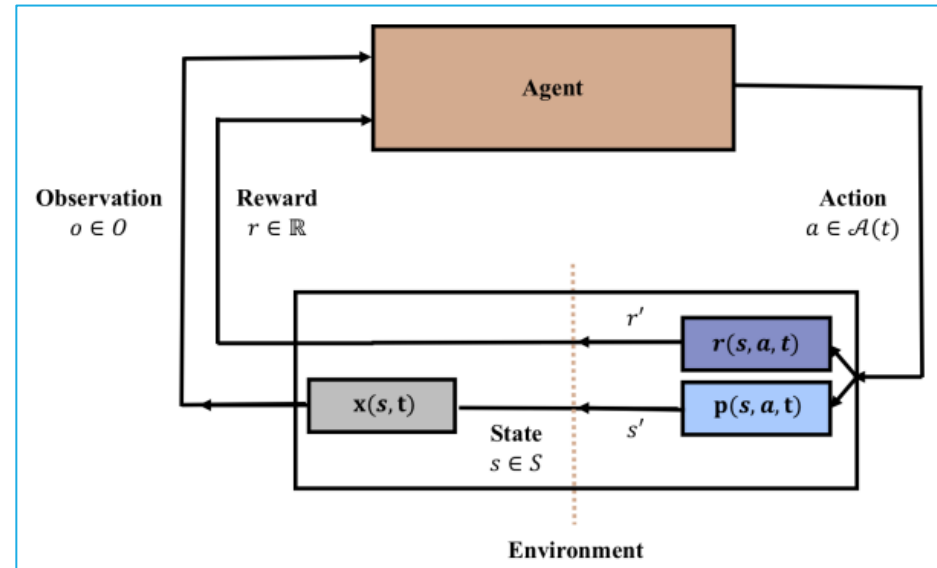 Agent
Observation
o ∈ O
Reward
r ∈ ℝ
Action
a ∈ 𝒜(t)
r′
r(s, a, t)
x(s, t)
p(s, a, t)
s′
State
s ∈ S
Environment